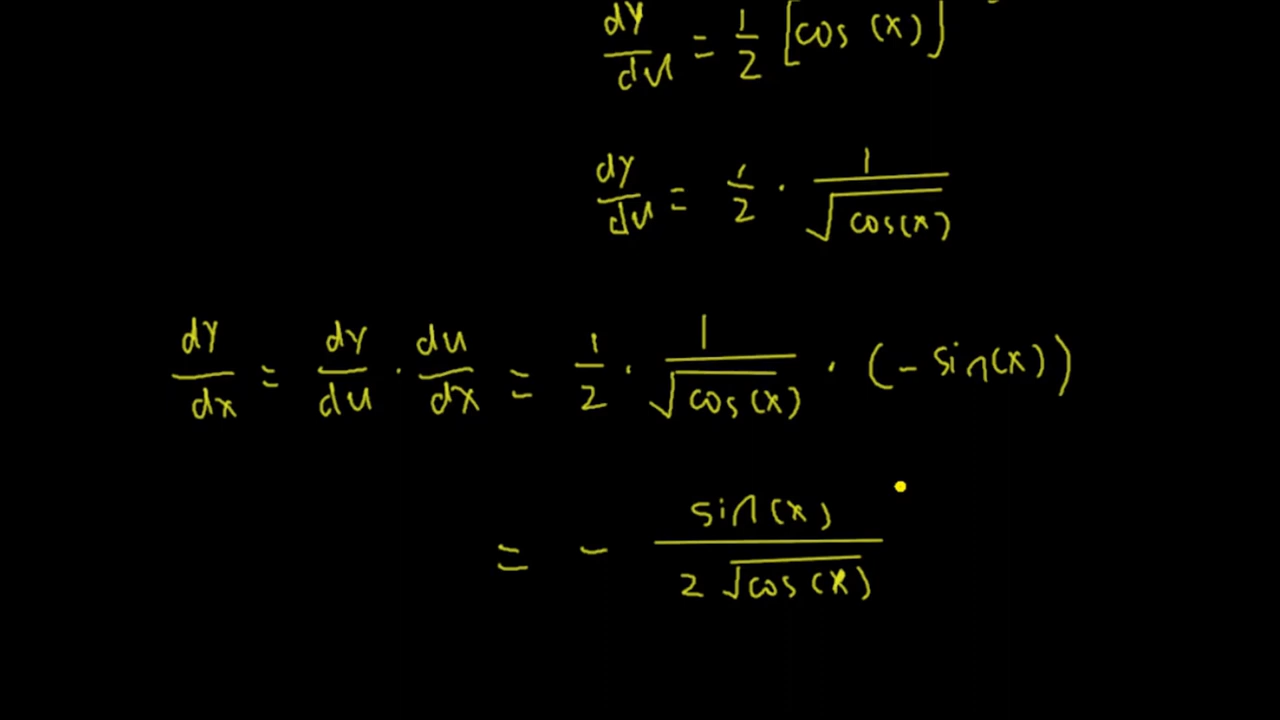 dy/du = 1/2 [cos (x)]
dy/du = 1/2 · 1/√cos(x)
dy/dx = dy/du · du/dx = 1/2 · 1/√cos(x) · (- sin(x))
= - sin(x)/2√cos(x)